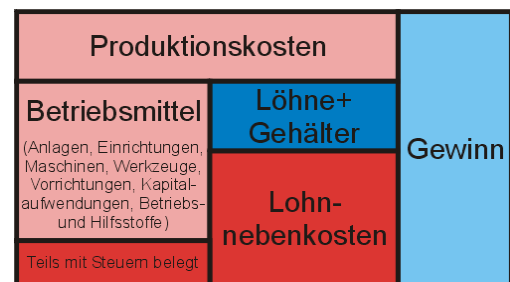 Produktionskosten
Betriebsmittel
(Anlagen, Einrichtungen,
Maschinen, Werkzeuge,
Vorrichtungen, Kapital-
aufwendungen, Betriebs-
und Hilfsstoffe)
Teils mit Steuern belegt
Löhne+
Gehälter
Lohn-
nebenkosten
Gewinn